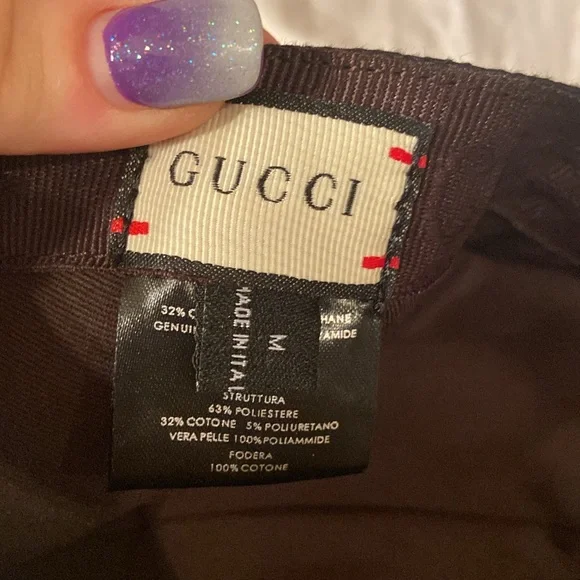 GUCCI
32%
HANE
AMIDE
MADE IN ITAL
M
STRUTTURA
63% POLIESTERE
32% COTONE 5% POLIURETANO
VERA PELLE 100% POLIAMMIDE
FODERA
100% COTONE